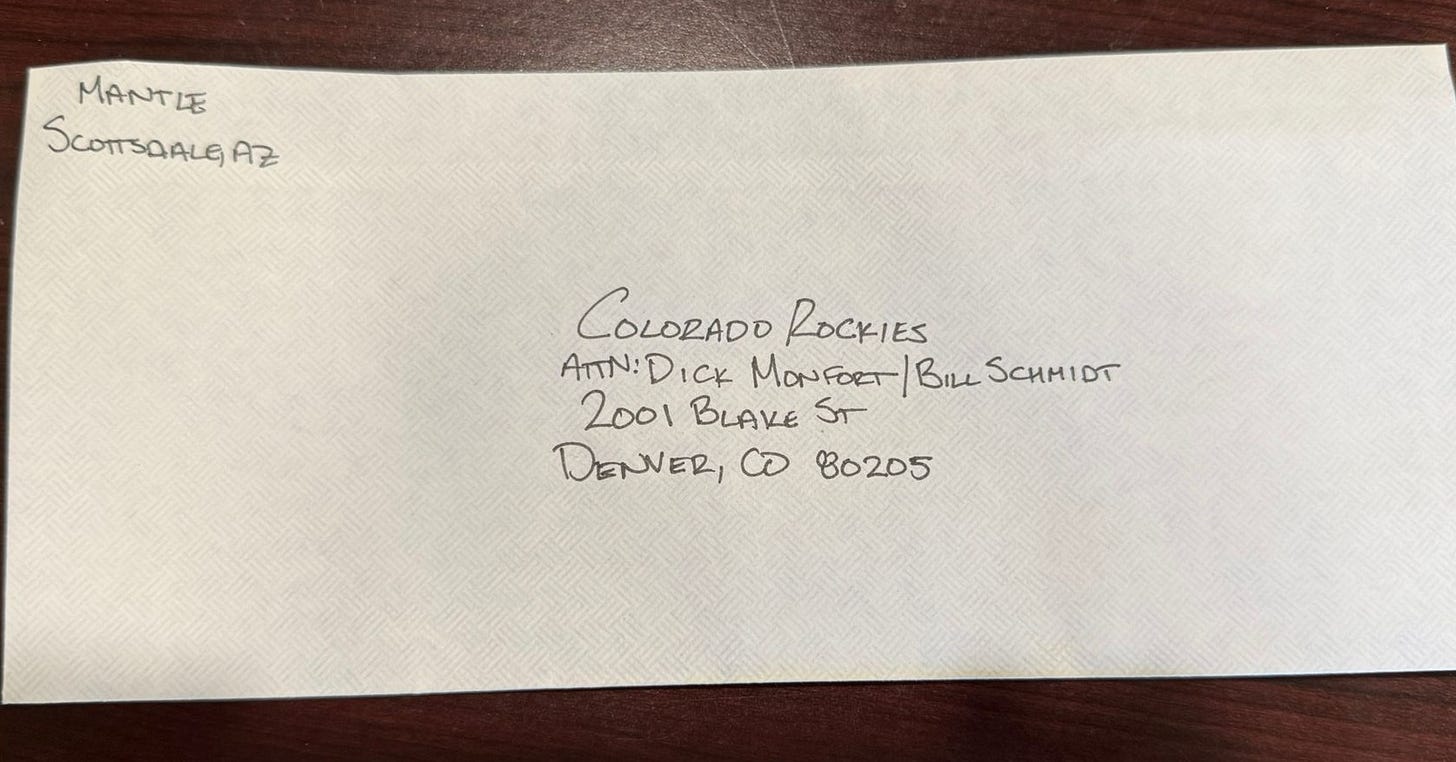 MANTLE
SCOTTSDALE, AZ
COLORADO ROCKIES
ATTN: DICK MONFORT/BILL SCHMIDT
2001 BLAKE ST
DENVER, CO 80205